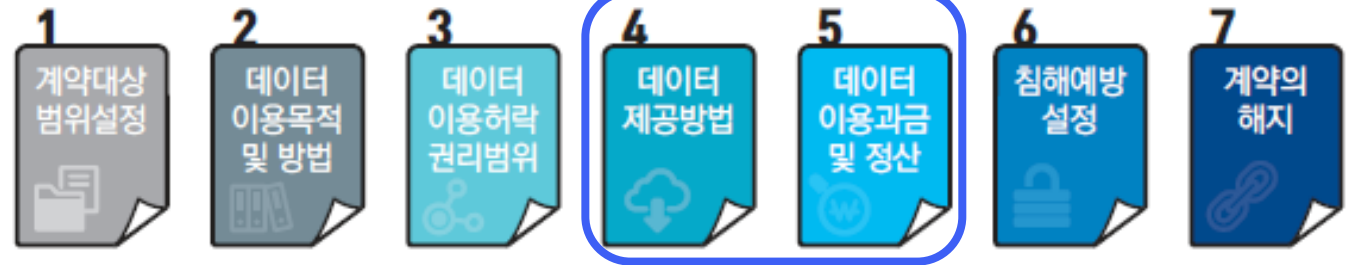 1
계약대상
범위설정
2
데이터
이용목적
및 방법
3
데이터
이용허락
권리범위
4
데이터
제공방법
5
데이터
이용과금
및 정산
₩
6
침해예방
설정
7
계약의
해지